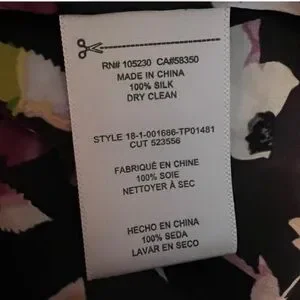 RN# 105230 CA#58350
MADE IN CHINA
100% SILK
DRY CLEAN
STYLE 18-1-001686-TP01481
CUT 523556
FABRIQUÉ EN CHINE
100% SOIE
NETTOYER À SEC
HECHO EN CHINA
100% SEDA
LAVAR EN SECO